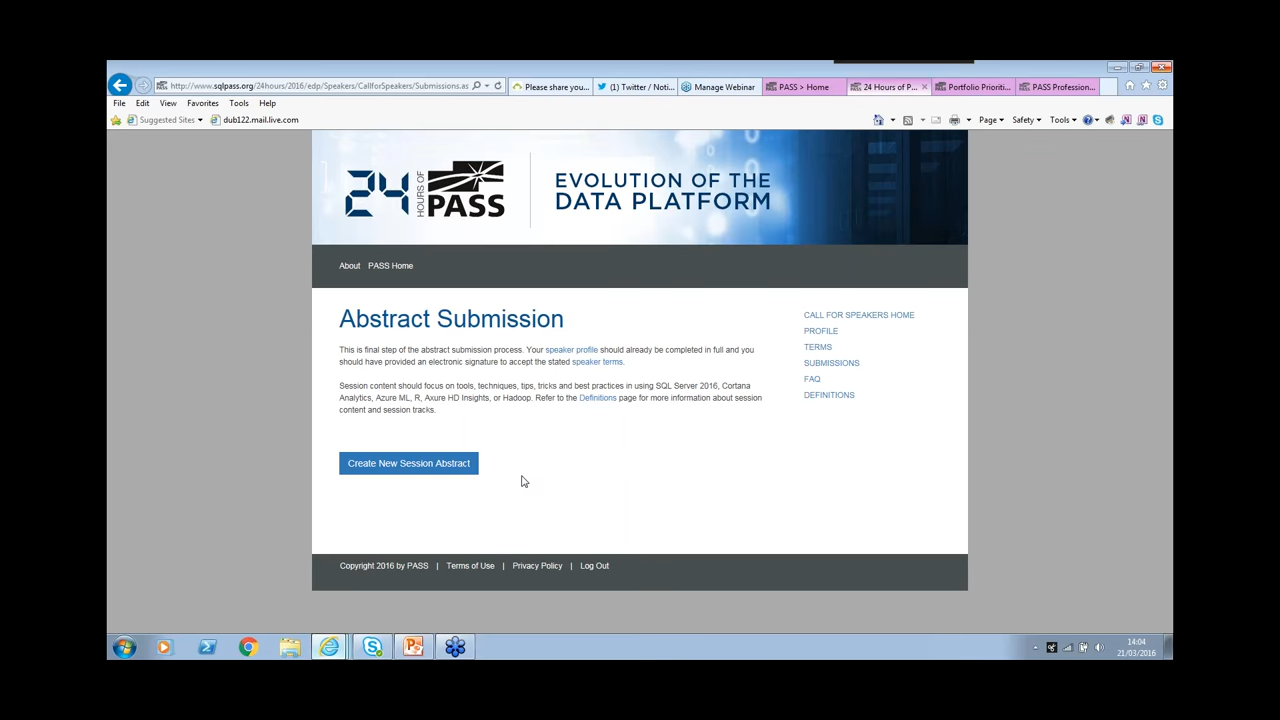 http://www.sqlpass.org/24hours/2016/edp/Speakers/CallforSpeakers/Submissions.as
Please share you...
(1) Twitter / Noti...
Manage Webinar
PASS > Home
24 Hours of P...
Portfolio Prioriti...
PASS Profession...
File Edit View Favorites Tools Help
Suggested Sites
dub122.mail.live.com
Page Safety Tools
24 HOURS OF PASS
EVOLUTION OF THE
DATA PLATFORM
About PASS Home
Abstract Submission
This is final step of the abstract submission process. Your speaker profile should already be completed in full and you
should have provided an electronic signature to accept the stated speaker terms.
Session content should focus on tools, techniques, tips, tricks and best practices in using SQL Server 2016, Cortana
Analytics, Azure ML, R, Axure HD Insights, or Hadoop. Refer to the Definitions page for more information about session
content and session tracks.
Create New Session Abstract
CALL FOR SPEAKERS HOME
PROFILE
TERMS
SUBMISSIONS
FAQ
DEFINITIONS
Copyright 2016 by PASS | Terms of Use | Privacy Policy | Log Out
14:04
21/03/2016